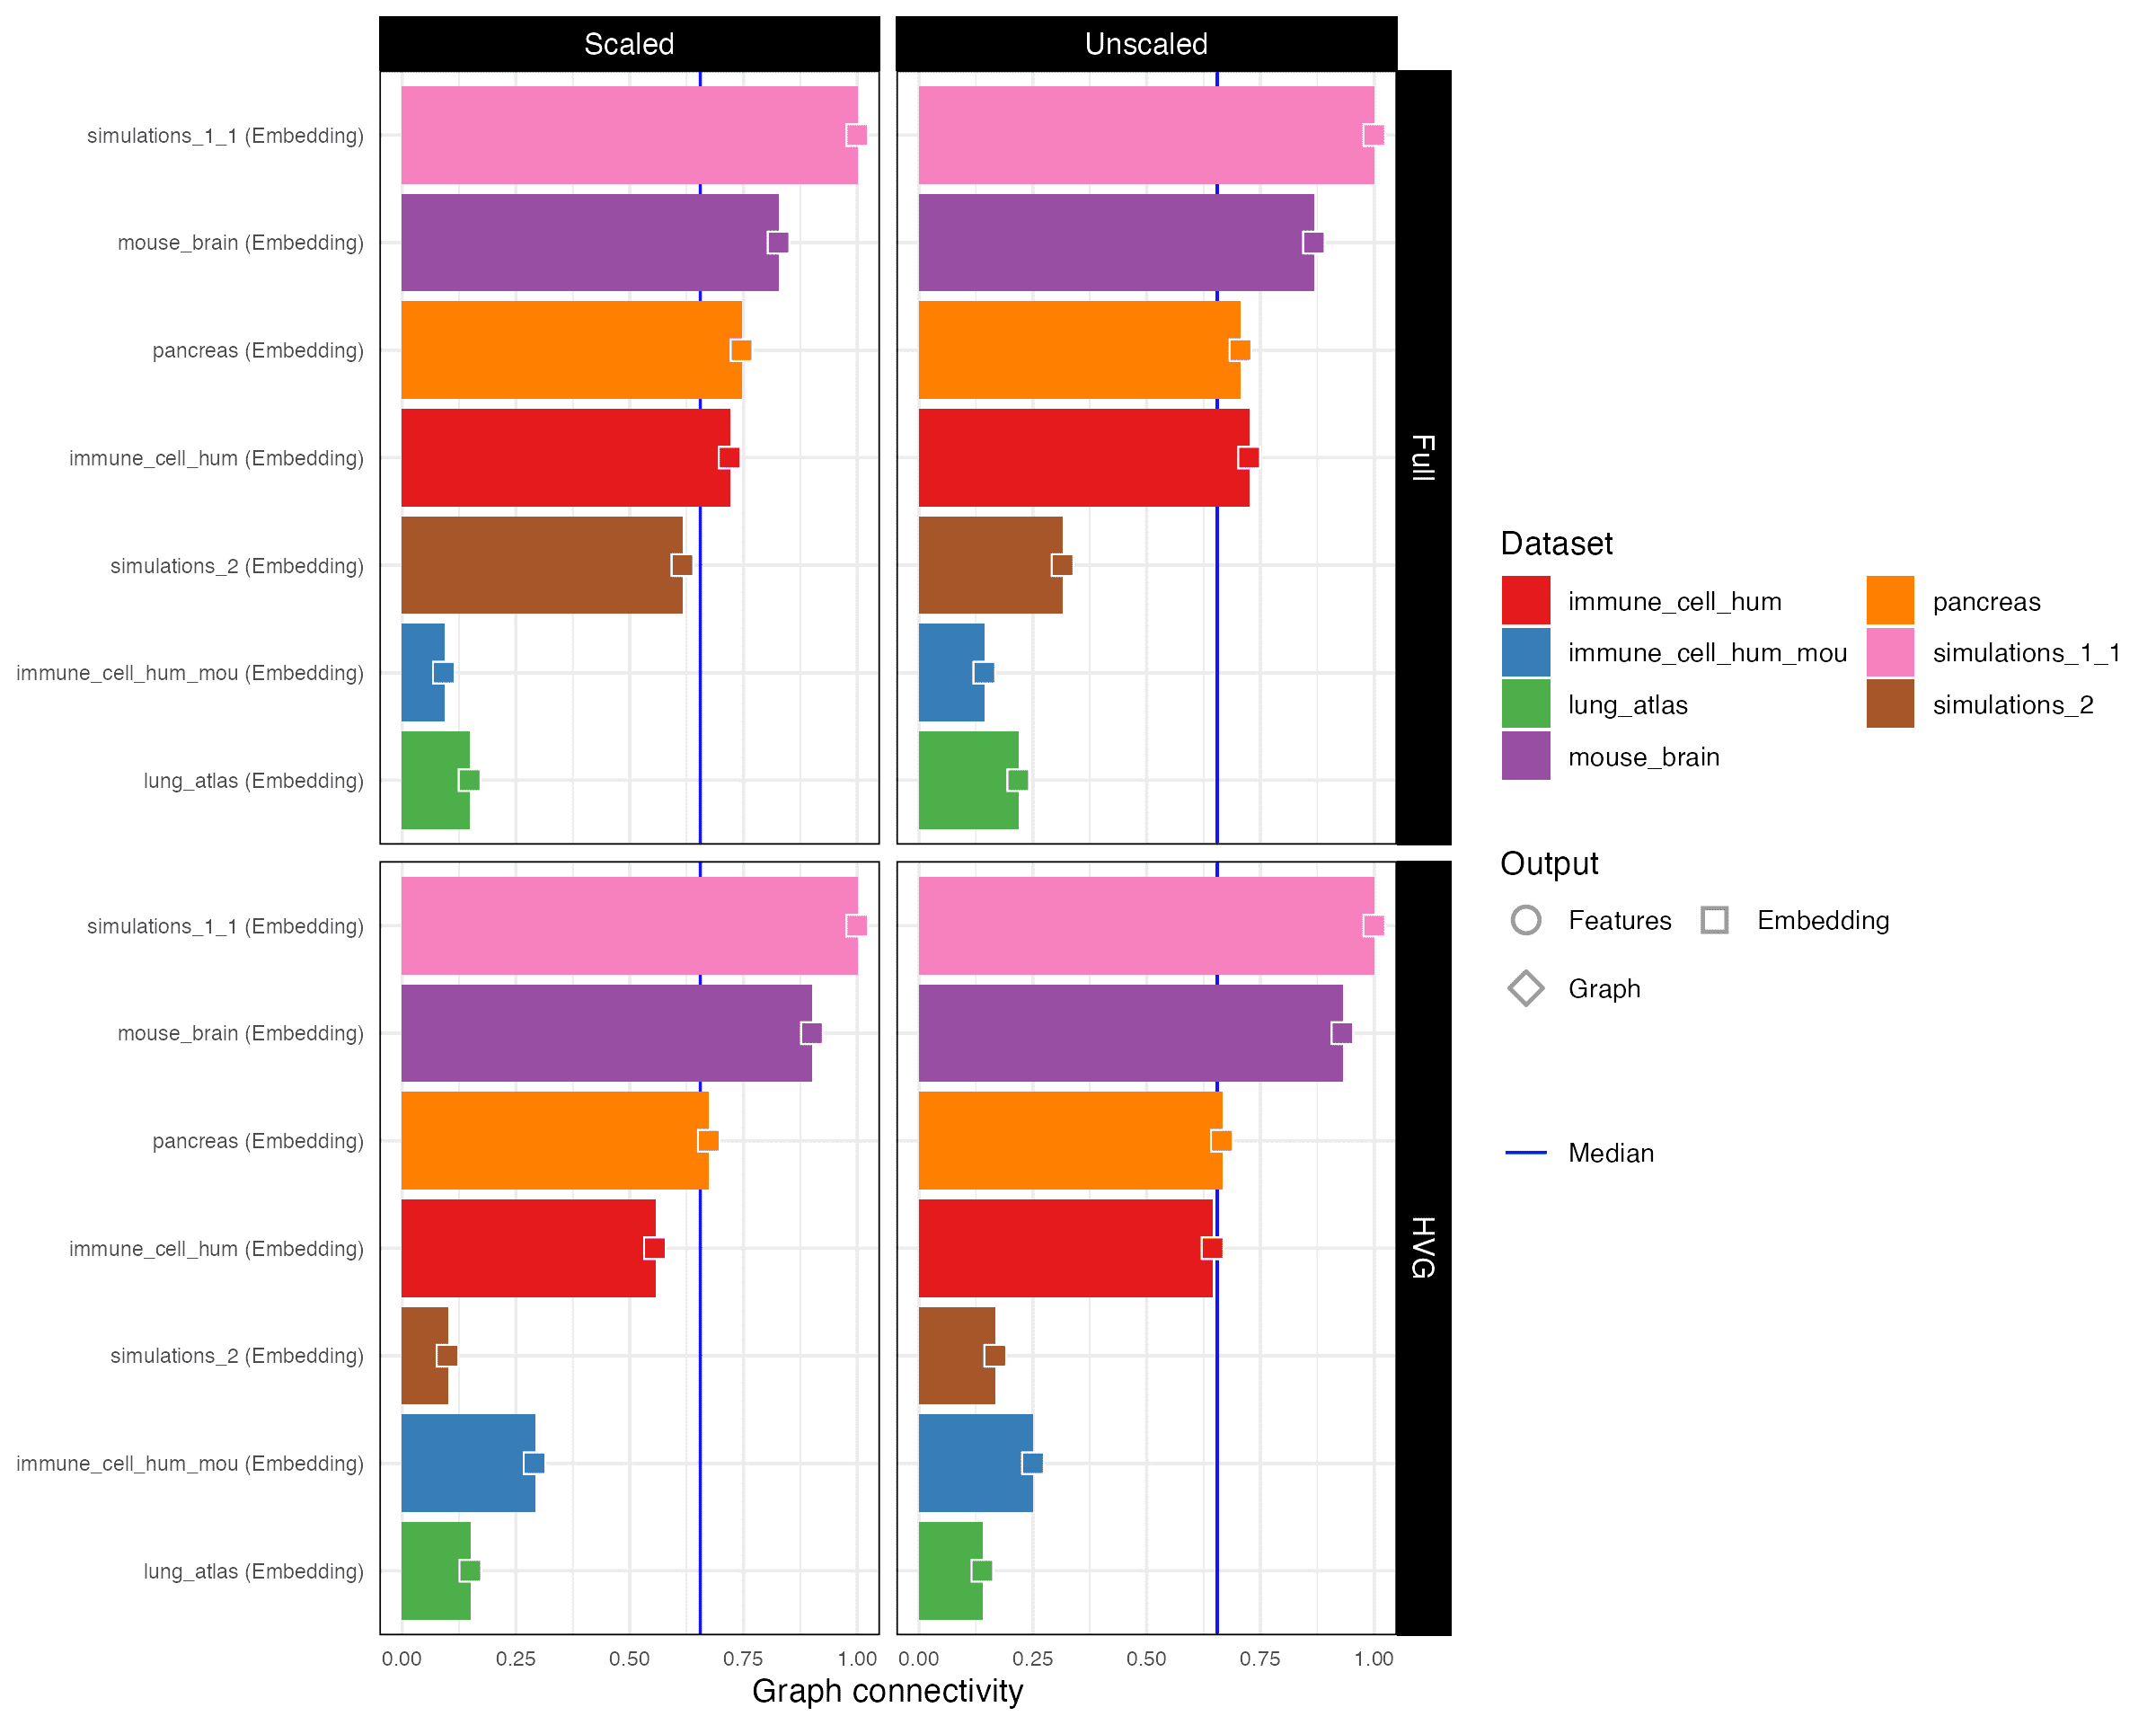 Scaled
Unscaled
simulations_1_1 (Embedding)
mouse_brain (Embedding)
pancreas (Embedding)
immune_cell_hum (Embedding)
simulations_2 (Embedding)
immune_cell_hum_mou (Embedding)
lung_atlas (Embedding)
Full
simulations_1_1 (Embedding)
mouse_brain (Embedding)
pancreas (Embedding)
immune_cell_hum (Embedding)
simulations_2 (Embedding)
immune_cell_hum_mou (Embedding)
lung_atlas (Embedding)
HVG
0.00 0.25 0.50 0.75 1.00
0.00 0.25 0.50 0.75 1.00
Graph connectivity
Dataset
immune_cell_hum
immune_cell_hum_mou
lung_atlas
mouse_brain
pancreas
simulations_1_1
simulations_2
Output
Features
Embedding
Graph
Median